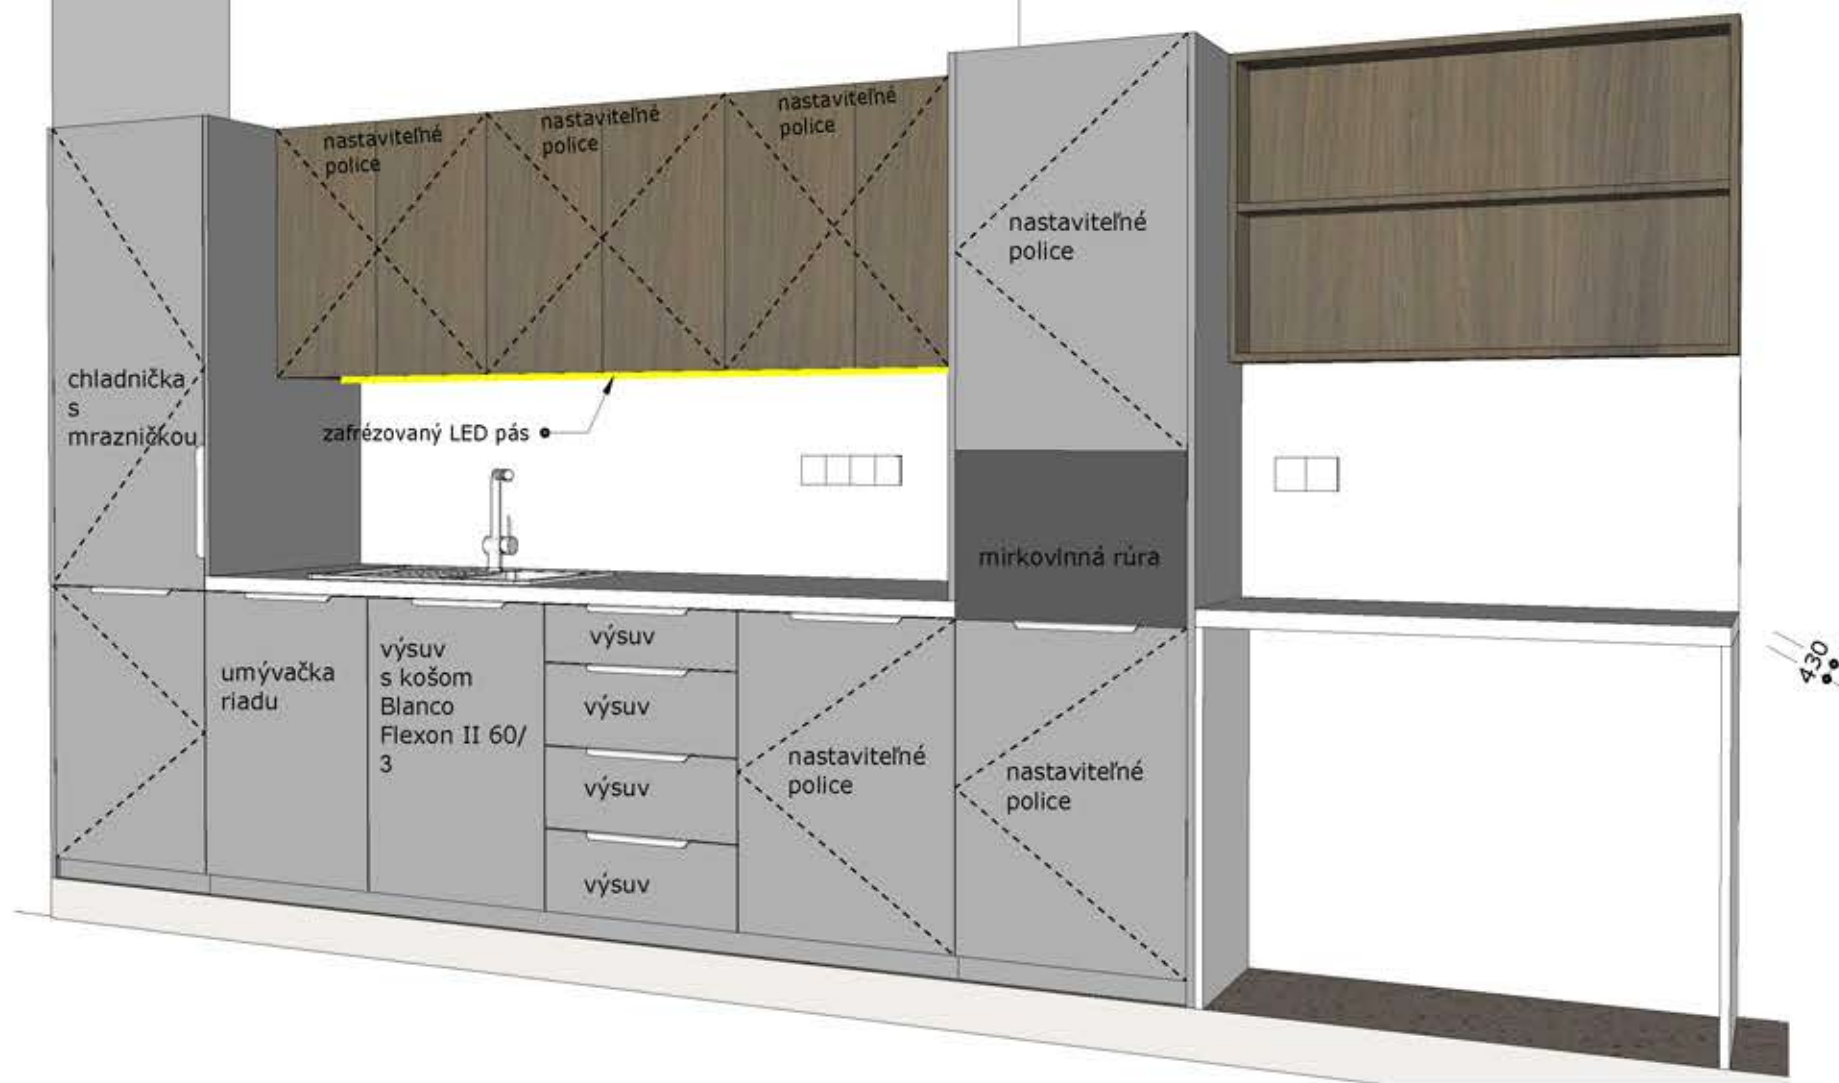 nastaviteľné
police
nastaviteľné
police
nastaviteľné
police
nastaviteľné
police
chladnička
s
mrazničkou
zafrézovaný LED pás
mirkovlnná rúra
umývačka
riadu
výsuv
s košom
Blanco
Flexon II 60/
3
výsuv
výsuv
výsuv
výsuv
nastaviteľné
police
nastaviteľné
police
430